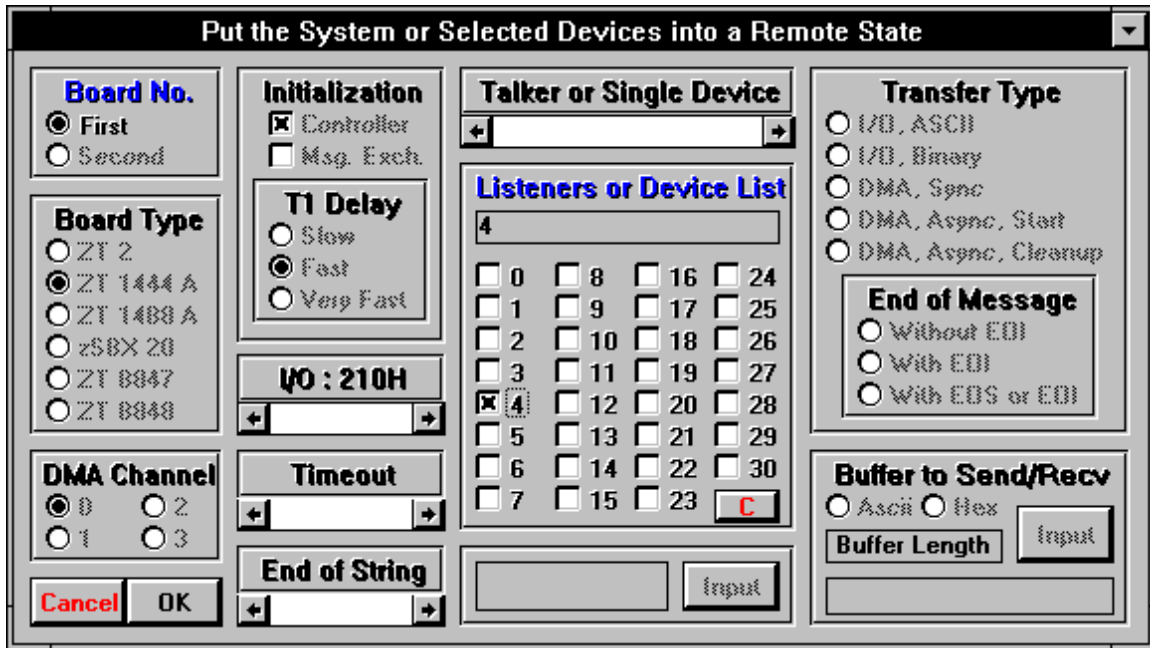 Put the System or Selected Devices into a Remote State
Board No.
First
Second
Board Type
ZT 2
ZT 1444 A
ZT 1488 A
zSBX 20
ZT 8847
ZT 8848
DMA Channel
0 2
1 3
Cancel OK
Initialization
Controller
Msg. Exch.
T1 Delay
Slow
Fast
Very Fast
I/O : 210H
Timeout
End of String
Talker or Single Device
Listeners or Device List
4
0 8 16 24
1 9 17 25
2 10 18 26
3 11 19 27
4 12 20 28
5 13 21 29
6 14 22 30
7 15 23 C
Input
Transfer Type
I/O, ASCII
I/O, Binary
DMA, Sync
DMA, Async, Start
DMA, Async, Cleanup
End of Message
Without EOI
With EOI
With EOS or EOI
Buffer to Send/Recv
Ascii Hex
Input
Buffer Length